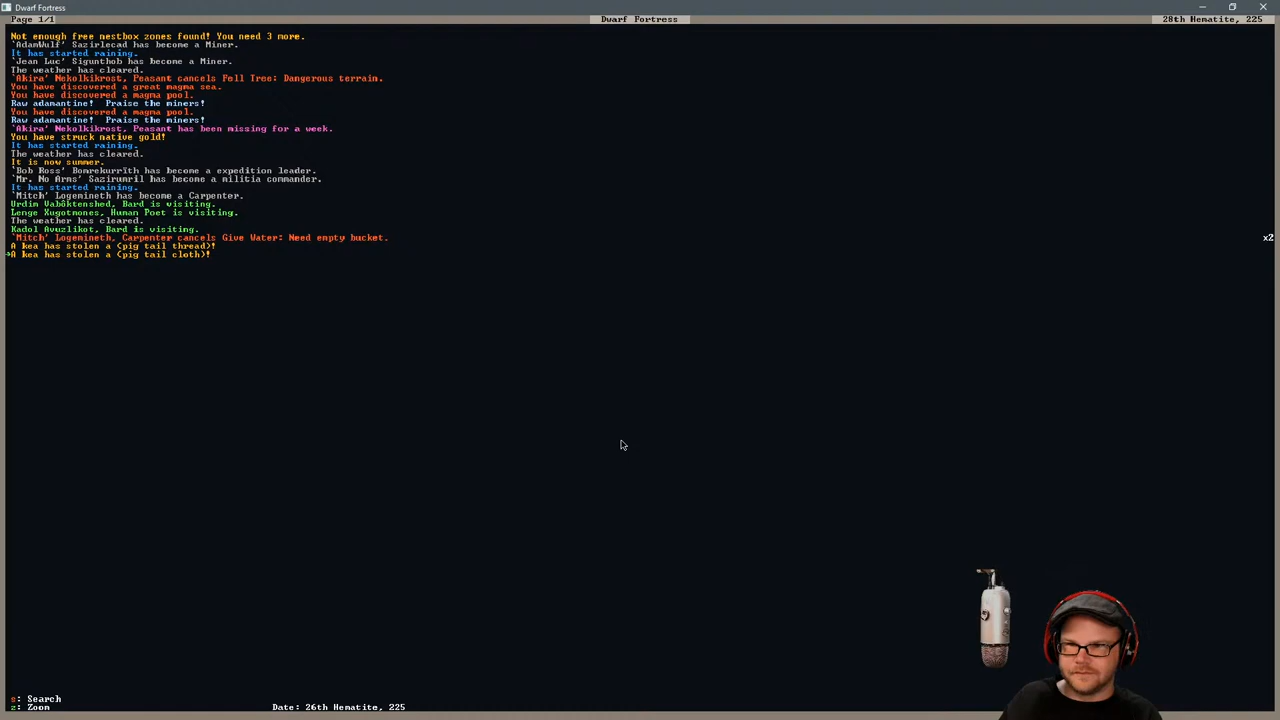 Dwarf Fortress
Page 1/1
Dwarf Fortress
28th Hematite, 225
Not enough free nestbox zones found! You need 3 more.
`AdamWulf' Sazirlecad has become a Miner.
It has started raining.
`Jean Luc' Sigunthob has become a Miner.
The weather has cleared.
`Akira' Nekolkikrost, Peasant cancels Fell Tree: Dangerous terrain.
You have discovered a great magma sea.
You have discovered a magma pool.
Raw adamantine!  Praise the miners!
You have discovered a magma pool.
Raw adamantine!  Praise the miners!
`Akira' Nekolkikrost, Peasant has been missing for a week.
You have struck native gold!
It has started raining.
The weather has cleared.
It is now summer.
`Bob Ross' Bomrekurrith has become a expedition leader.
`Mr. No Arms' Sazirunril has become a militia commander.
It has started raining.
`Mitch' Logemineth has become a Carpenter.
Urdim Vaböktenshed, Bard is visiting.
Lenge Xugotmones, Human Poet is visiting.
The weather has cleared.
Kadol Avuzlikot, Bard is visiting.
`Mitch' Logemineth, Carpenter cancels Give Water: Need empty bucket. x2
A kea has stolen a (pig tail thread)!
A kea has stolen a (pig tail cloth)!
s: Search
z: Zoom
Date: 26th Hematite, 225